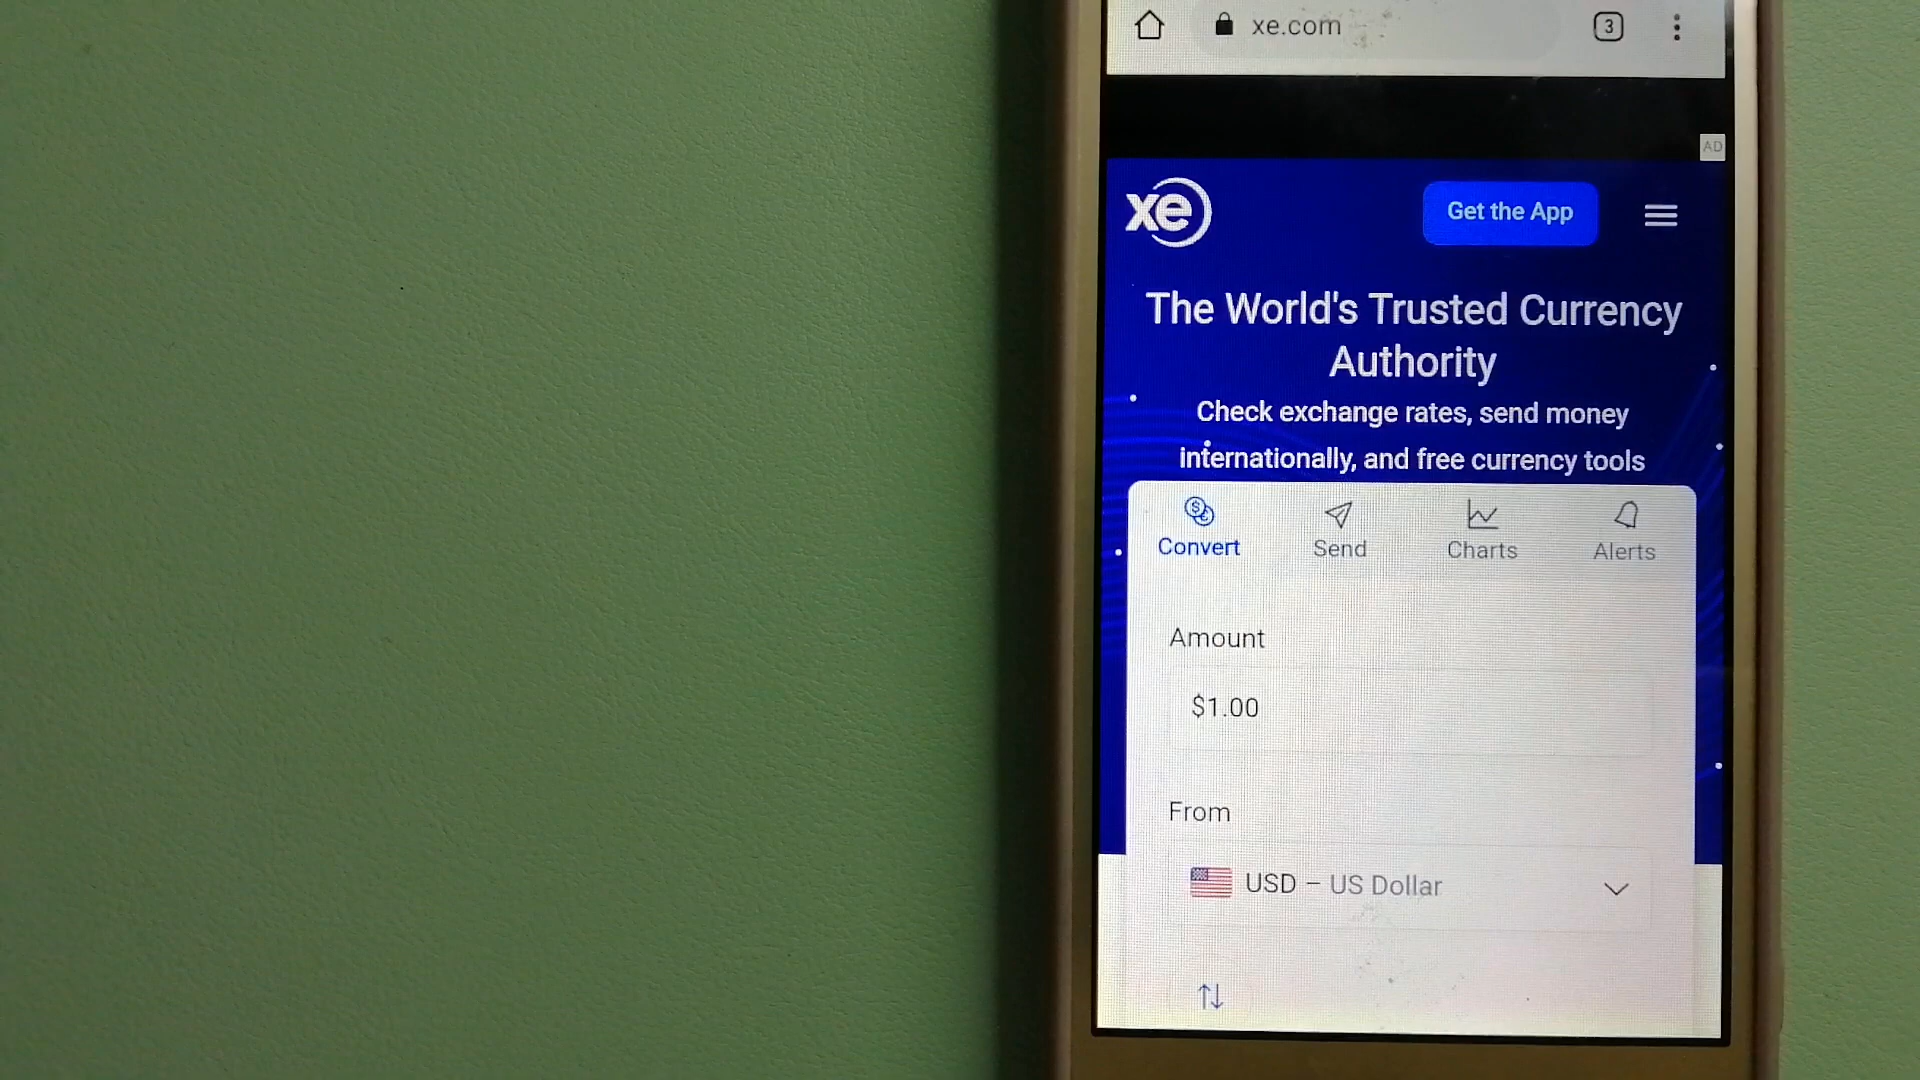 xe.com 3
AD
xe Get the App
The World's Trusted Currency
Authority
Check exchange rates, send money
internationally, and free currency tools
Convert Send Charts Alerts
Amount
$1.00
From
USD – US Dollar